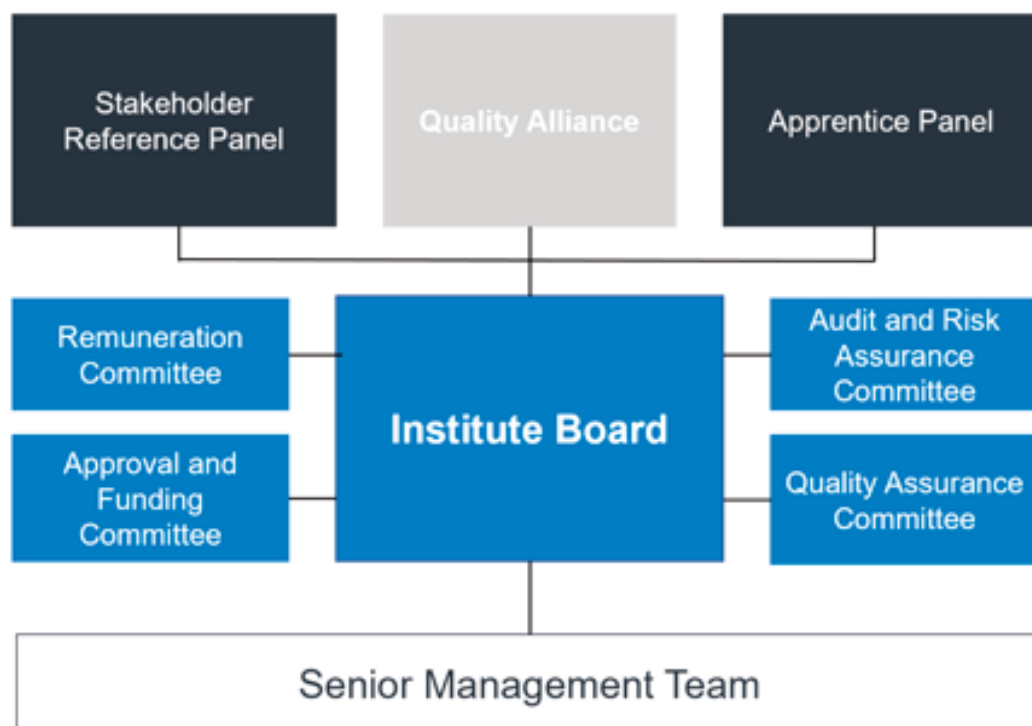 Stakeholder
Reference Panel
Quality Alliance
Apprentice Panel
Remuneration
Committee
Audit and Risk
Assurance
Committee
Institute Board
Approval and
Funding
Committee
Quality Assurance
Committee
Senior Management Team